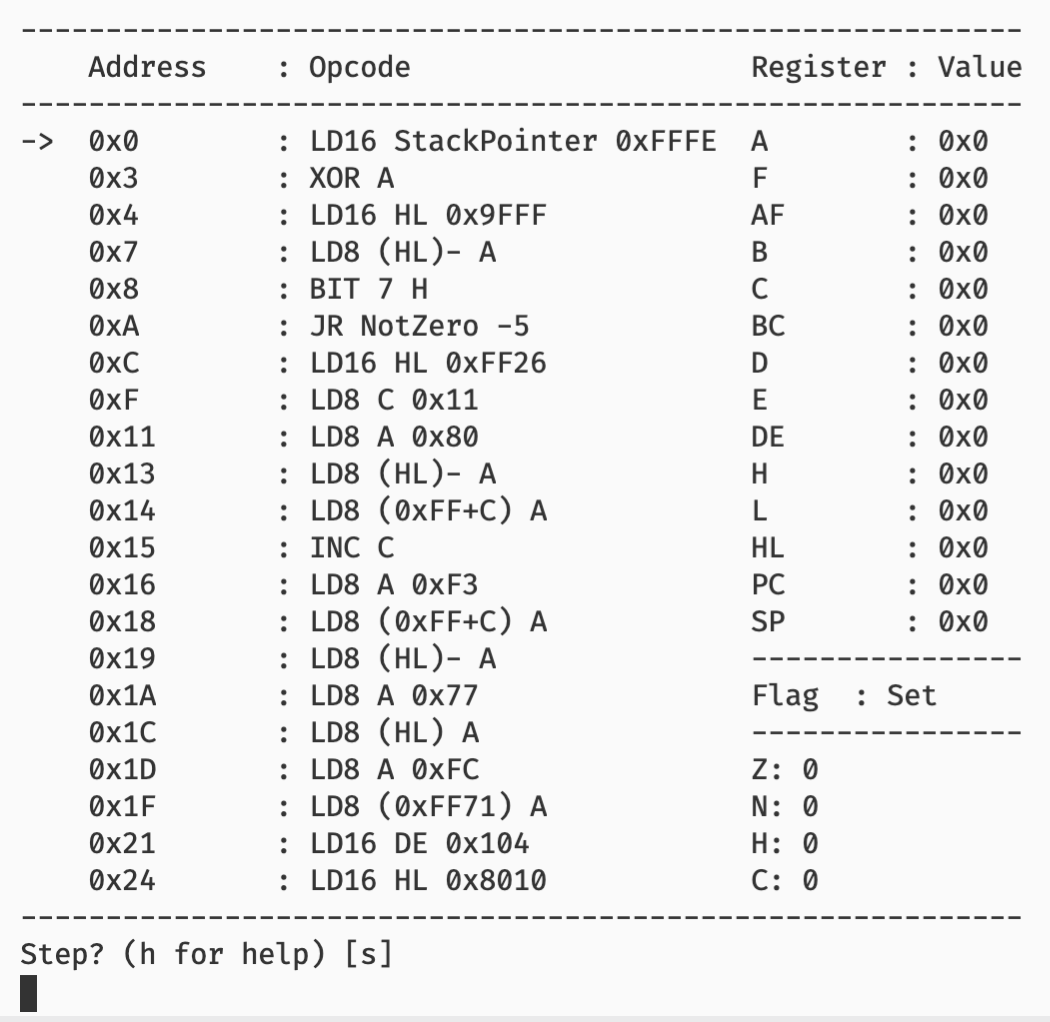 -----------------------------------------------------------
    Address    : Opcode                    Register : Value
-----------------------------------------------------------
->  0x0        : LD16 StackPointer 0xFFFE  A        : 0x0
    0x3        : XOR A                     F        : 0x0
    0x4        : LD16 HL 0x9FFF            AF       : 0x0
    0x7        : LD8 (HL)- A               B        : 0x0
    0x8        : BIT 7 H                   C        : 0x0
    0xA        : JR NotZero -5             BC       : 0x0
    0xC        : LD16 HL 0xFF26            D        : 0x0
    0xF        : LD8 C 0x11                E        : 0x0
    0x11       : LD8 A 0x80                DE       : 0x0
    0x13       : LD8 (HL)- A               H        : 0x0
    0x14       : LD8 (0xFF+C) A            L        : 0x0
    0x15       : INC C                     HL       : 0x0
    0x16       : LD8 A 0xF3                PC       : 0x0
    0x18       : LD8 (0xFF+C) A            SP       : 0x0
    0x19       : LD8 (HL)- A               ----------------
    0x1A       : LD8 A 0x77                Flag  : Set
    0x1C       : LD8 (HL) A                ----------------
    0x1D       : LD8 A 0xFC                Z: 0
    0x1F       : LD8 (0xFF71) A            N: 0
    0x21       : LD16 DE 0x104             H: 0
    0x24       : LD16 HL 0x8010            C: 0
-----------------------------------------------------------
Step? (h for help) [s]